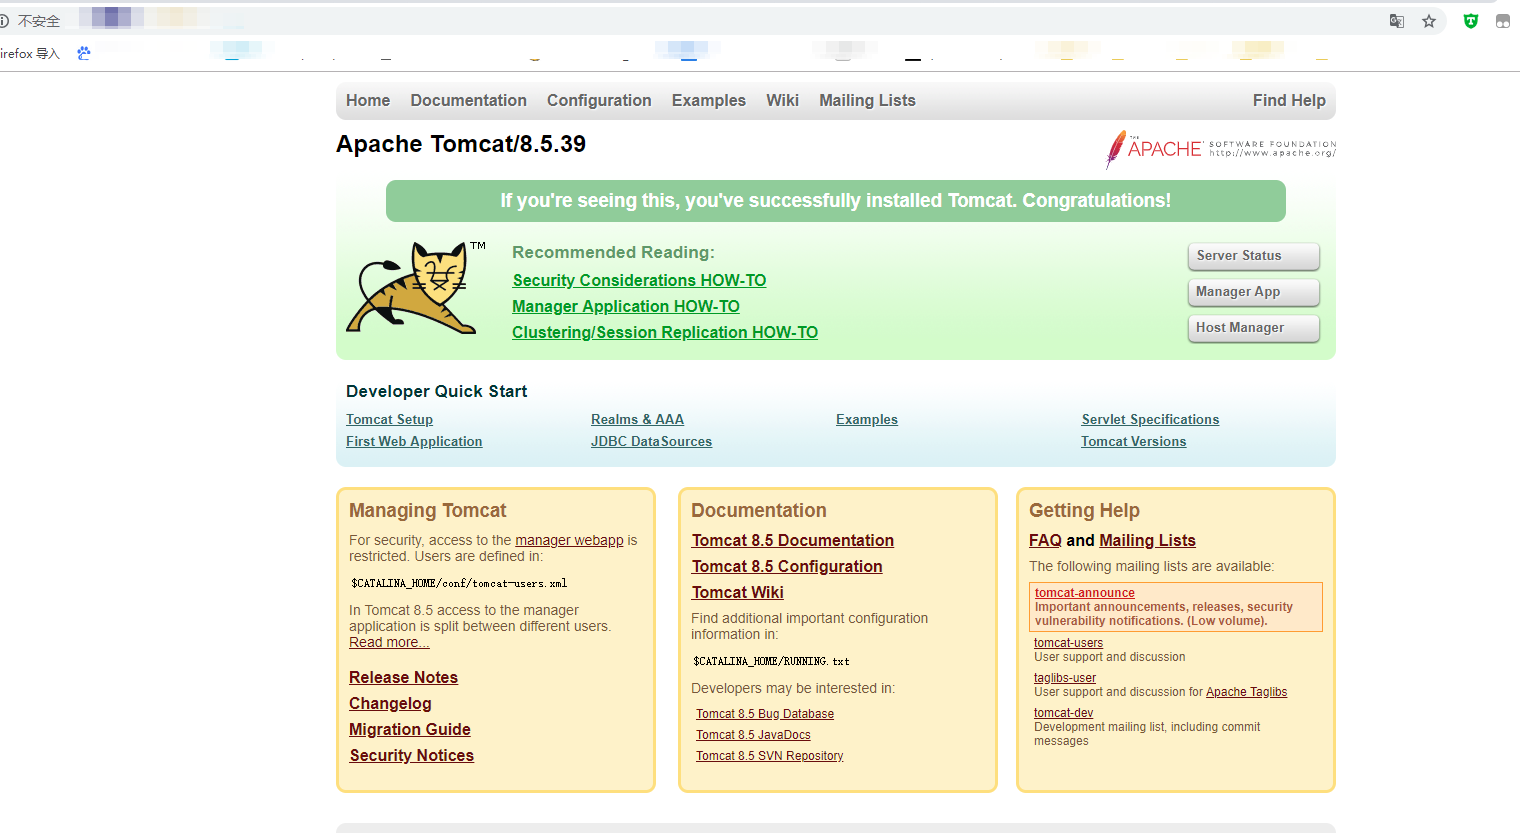 不安全
irefox 导入
Home Documentation Configuration Examples Wiki Mailing Lists Find Help
Apache Tomcat/8.5.39
THE APACHE SOFTWARE FOUNDATION
http://www.apache.org/
If you're seeing this, you've successfully installed Tomcat. Congratulations!
TM
Recommended Reading:
Security Considerations HOW-TO
Manager Application HOW-TO
Clustering/Session Replication HOW-TO
Server Status
Manager App
Host Manager
Developer Quick Start
Tomcat Setup
First Web Application
Realms & AAA
JDBC DataSources
Examples
Servlet Specifications
Tomcat Versions
Managing Tomcat
For security, access to the manager webapp is
restricted. Users are defined in:
$CATALINA_HOME/conf/tomcat-users.xml
In Tomcat 8.5 access to the manager
application is split between different users.
Read more...
Release Notes
Changelog
Migration Guide
Security Notices
Documentation
Tomcat 8.5 Documentation
Tomcat 8.5 Configuration
Tomcat Wiki
Find additional important configuration
information in:
$CATALINA_HOME/RUNNING.txt
Developers may be interested in:
Tomcat 8.5 Bug Database
Tomcat 8.5 JavaDocs
Tomcat 8.5 SVN Repository
Getting Help
FAQ and Mailing Lists
The following mailing lists are available:
tomcat-announce
Important announcements, releases, security
vulnerability notifications. (Low volume).
tomcat-users
User support and discussion
taglibs-user
User support and discussion for Apache Taglibs
tomcat-dev
Development mailing list, including commit
messages